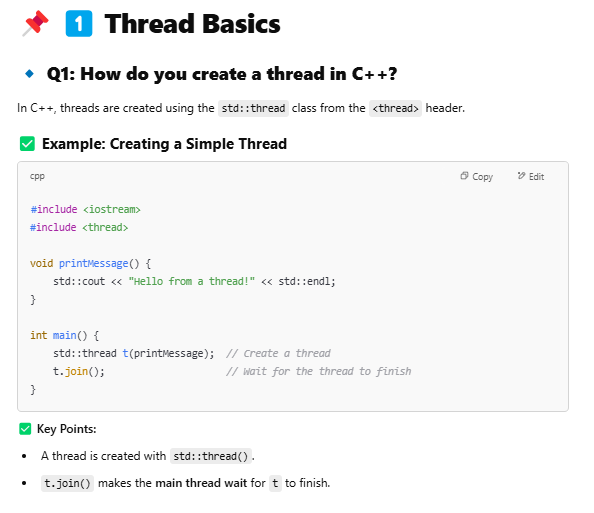 📌 1️⃣ Thread Basics
🔹 Q1: How do you create a thread in C++?
In C++, threads are created using the std::thread class from the <thread> header.
✅ Example: Creating a Simple Thread
cpp Copy Edit
#include <iostream>
#include <thread>
void printMessage() {
    std::cout << "Hello from a thread!" << std::endl;
}
int main() {
    std::thread t(printMessage);  // Create a thread
    t.join();                     // Wait for the thread to finish
}
✅ Key Points:
• A thread is created with std::thread().
• t.join() makes the main thread wait for t to finish.